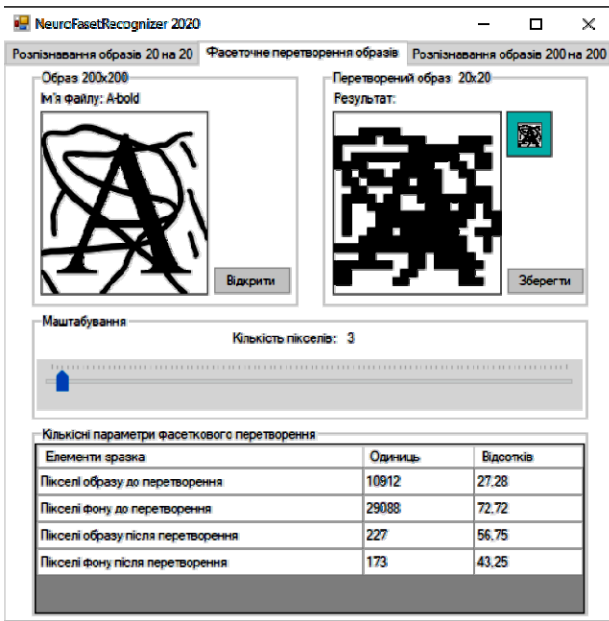 NeuroFasetRecognizer 2020
Розпізнавання образів 20 на 20 Фасеточне перетворення образів Розпізнавання образів 200 на 200
Образ 200x200
Ім'я файлу: A-bold
Відкрити
Перетворений образ 20x20
Результат:
Зберегти
Маштабування
Кількість пікселів: 3
Кількісні параметри фасеткового перетворення
Елементи зразка Одиниць Відсотків
Пікселі образу до перетворення 10912 27,28
Пікселі фону до перетворення 29088 72,72
Пікселі образу після перетворення 227 56,75
Пікселі фону після перетворення 173 43,25